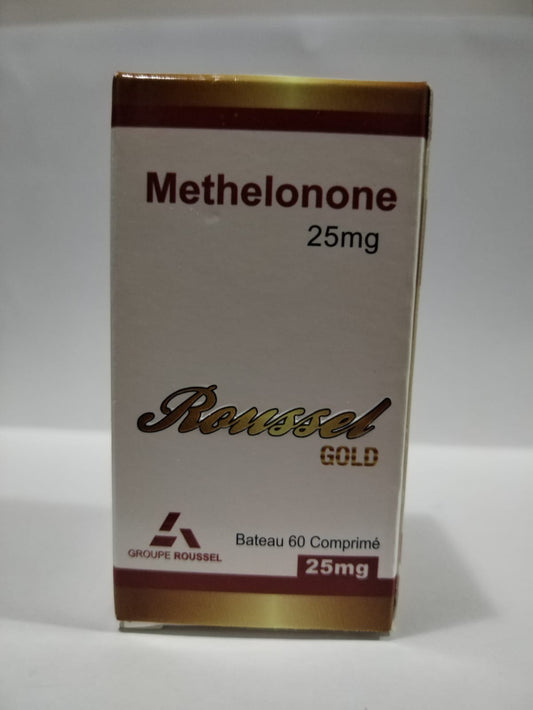 Methelonone
25mg
Roussel
GOLD
GROUPE ROUSSEL
Bateau 60 Comprimé
25mg